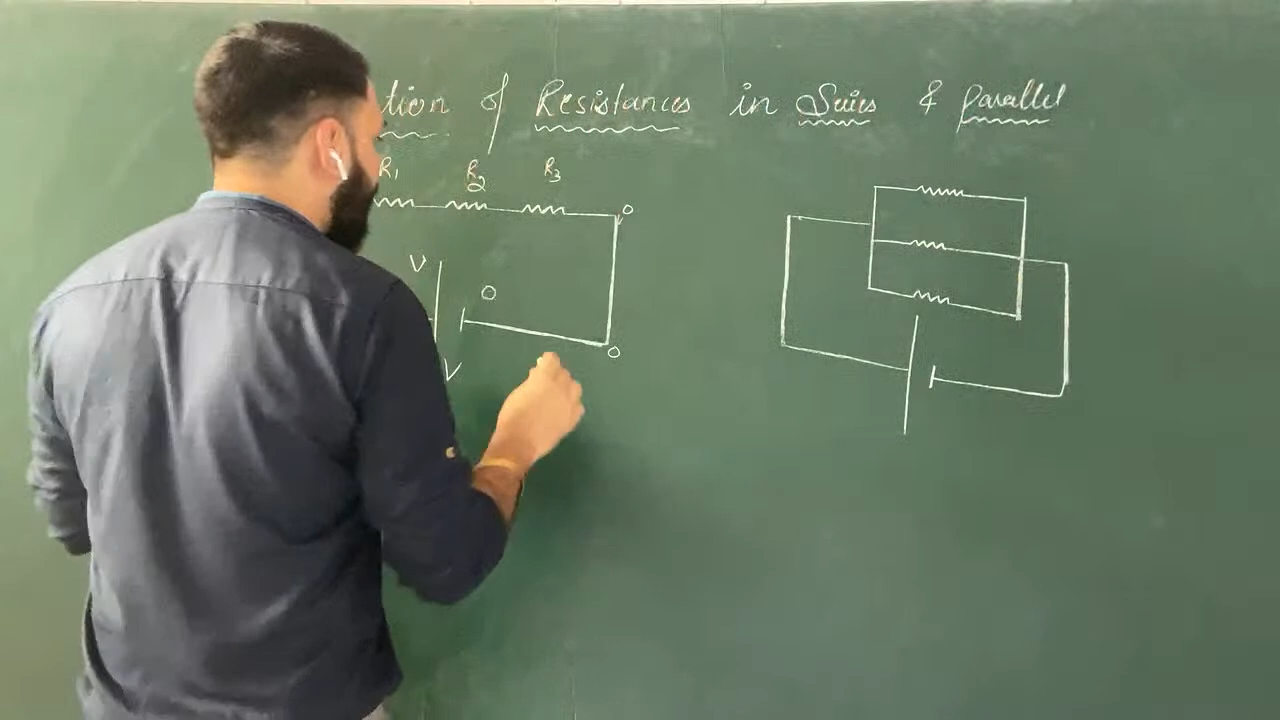 tion of Resistances in Series & Parallel
R1 R2 R3
O
V
O
O
V